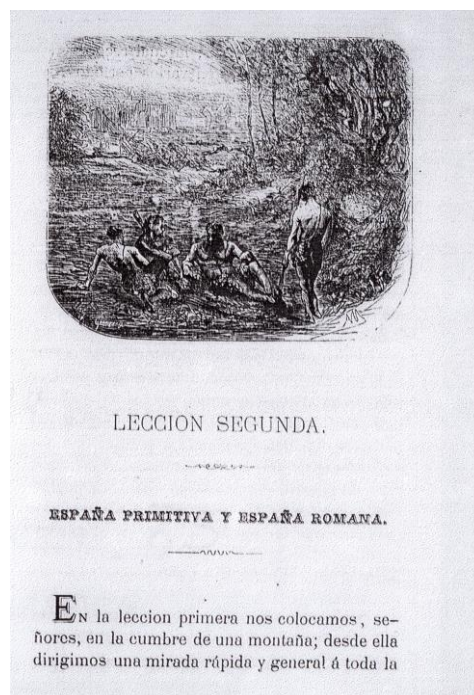 LECCION SEGUNDA.
ESPAÑA PRIMITIVA Y ESPAÑA ROMANA.
EN la leccion primera nos colocamos, se-
ñores, en la cumbre de una montaña; desde ella
dirigimos una mirada rápida y general á toda la